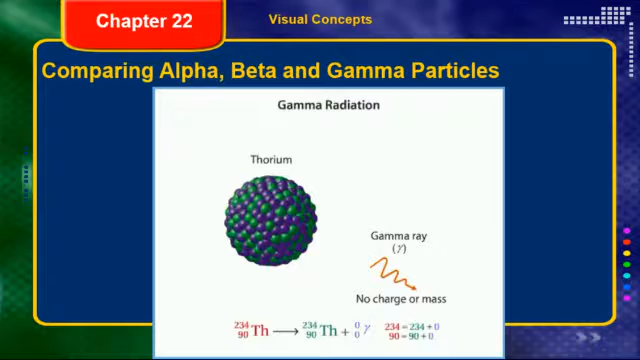 Chapter 22
Visual Concepts
Comparing Alpha, Beta and Gamma Particles
Gamma Radiation
Thorium
Gamma ray
(γ)
No charge or mass
²³⁴₉₀Th ⟶ ²³⁴₉₀Th + ⁰₀γ
234 = 234 + 0
90 = 90 + 0